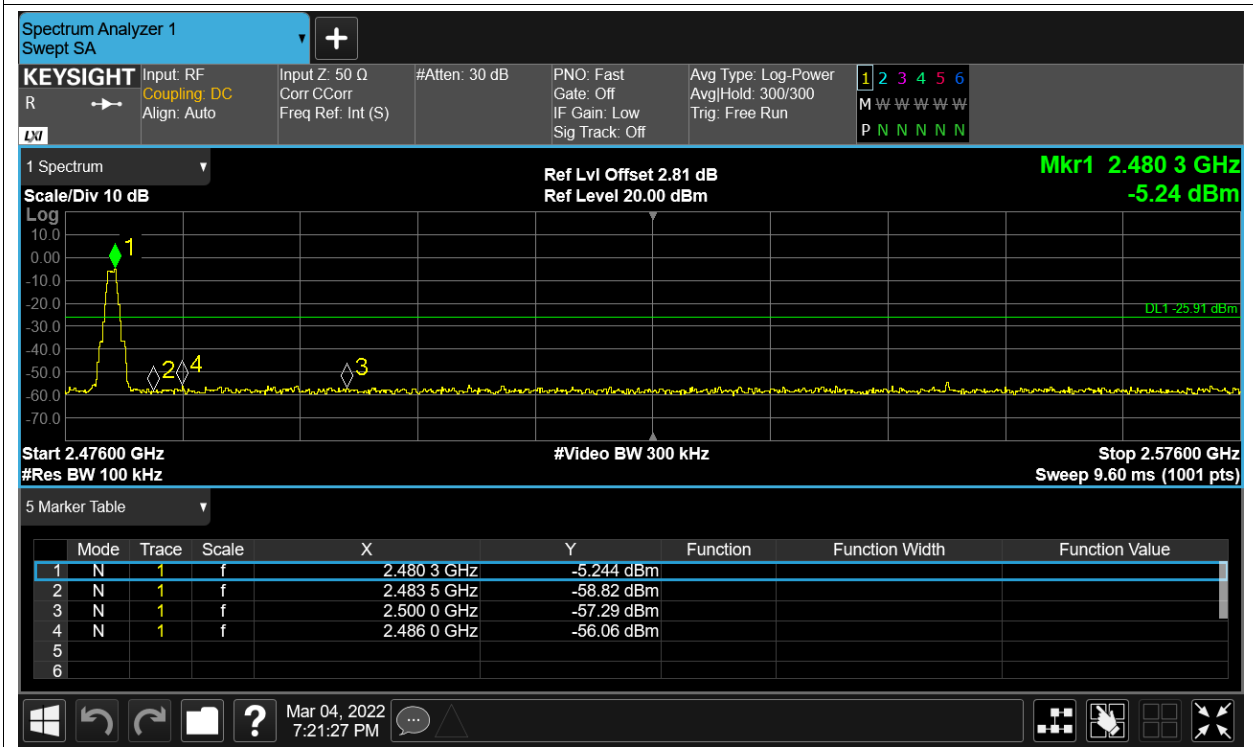 Spectrum Analyzer 1
Swept SA
KEYSIGHT
R
LXI
Input: RF
Coupling: DC
Align: Auto
Input Z: 50 Ω
Corr CCorr
Freq Ref: Int (S)
#Atten: 30 dB
PNO: Fast
Gate: Off
IF Gain: Low
Sig Track: Off
Avg Type: Log-Power
Avg|Hold: 300/300
Trig: Free Run
1 2 3 4 5 6
M W W W W W
P N N N N N
1 Spectrum
Scale/Div 10 dB
Ref Lvl Offset 2.81 dB
Ref Level 20.00 dBm
Mkr1 2.480 3 GHz
-5.24 dBm
Log
10.0
0.00
-10.0
-20.0
-30.0
-40.0
-50.0
-60.0
-70.0
1
2
4
3
DL1 -25.91 dBm
Start 2.47600 GHz
#Res BW 100 kHz
#Video BW 300 kHz
Stop 2.57600 GHz
Sweep 9.60 ms (1001 pts)
5 Marker Table
Mode Trace Scale X Y Function Function Width Function Value
1 N 1 f 2.480 3 GHz -5.244 dBm
2 N 1 f 2.483 5 GHz -58.82 dBm
3 N 1 f 2.500 0 GHz -57.29 dBm
4 N 1 f 2.486 0 GHz -56.06 dBm
5
6
?
Mar 04, 2022
7:21:27 PM